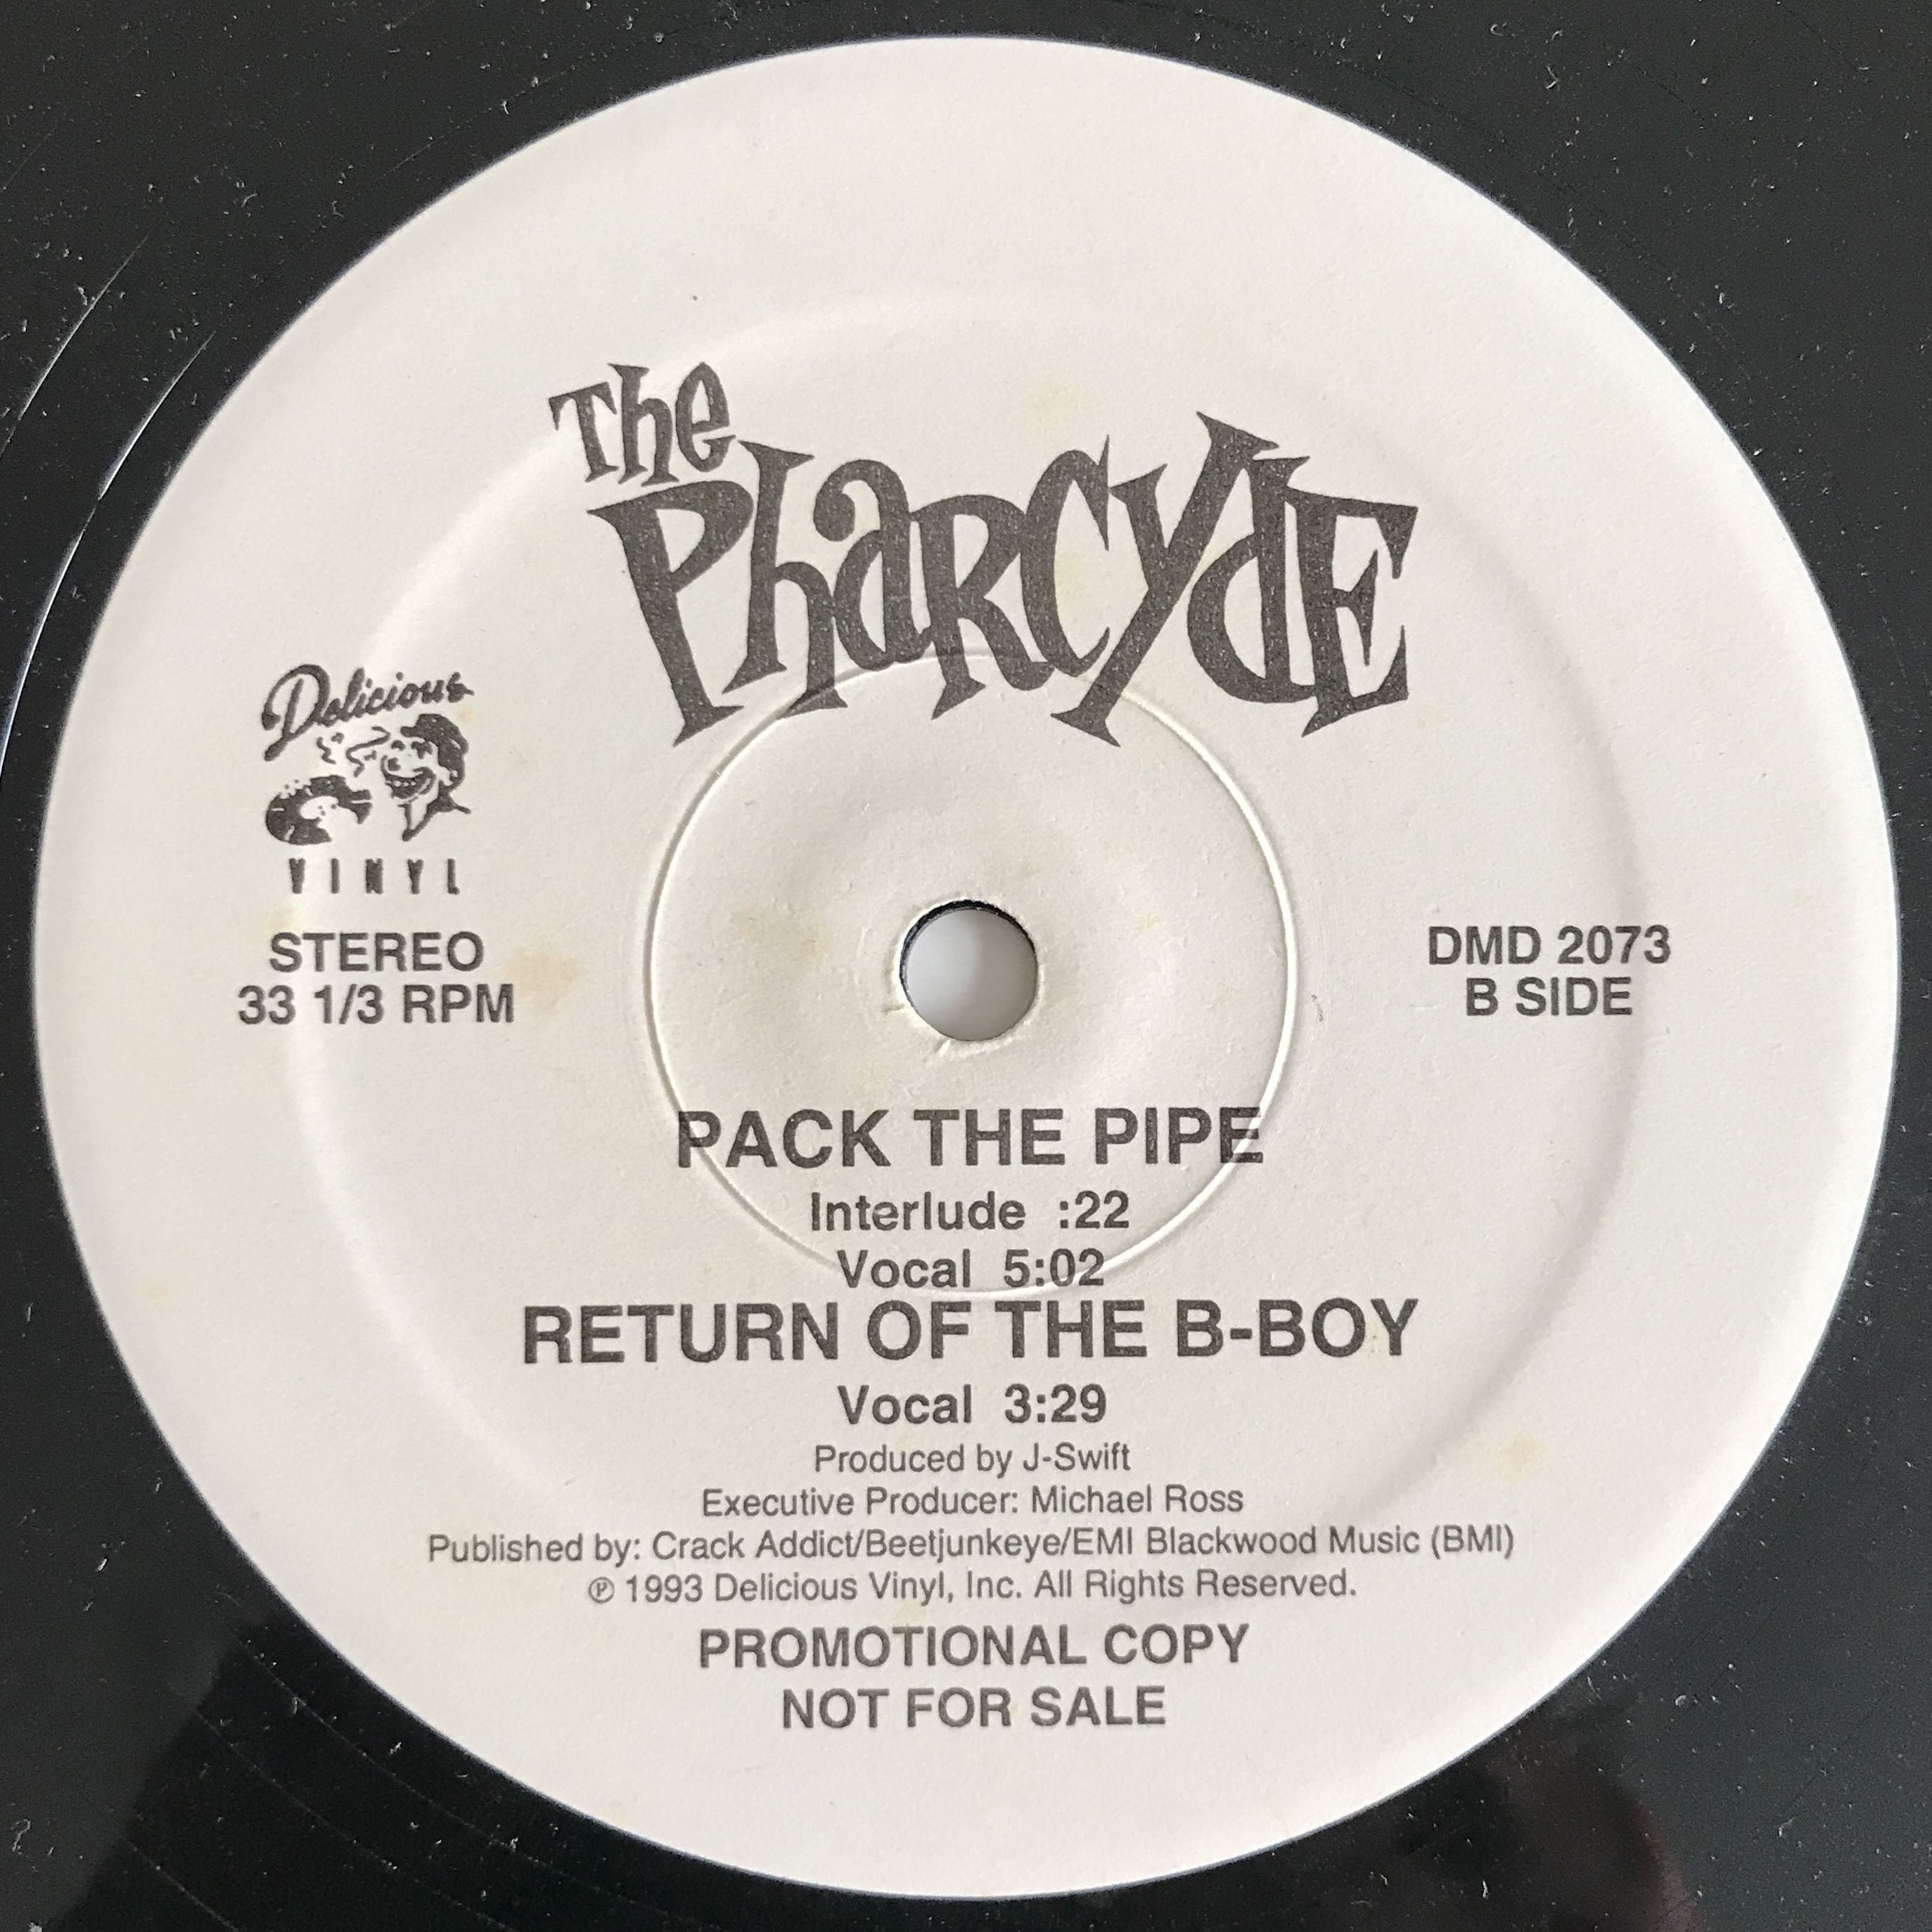 The
PharCydE
Delicious
VINYL
STEREO
33 1/3 RPM
DMD 2073
B SIDE
PACK THE PIPE
Interlude :22
Vocal 5:02
RETURN OF THE B-BOY
Vocal 3:29
Produced by J-Swift
Executive Producer: Michael Ross
Published by: Crack Addict/Beetjunkeye/EMI Blackwood Music (BMI)
℗ 1993 Delicious Vinyl, Inc. All Rights Reserved.
PROMOTIONAL COPY
NOT FOR SALE